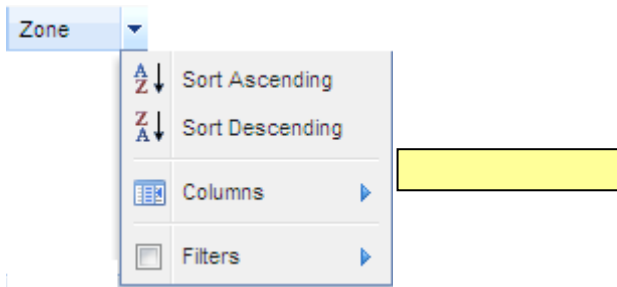 Zone
Sort Ascending
Sort Descending
Columns
Filters